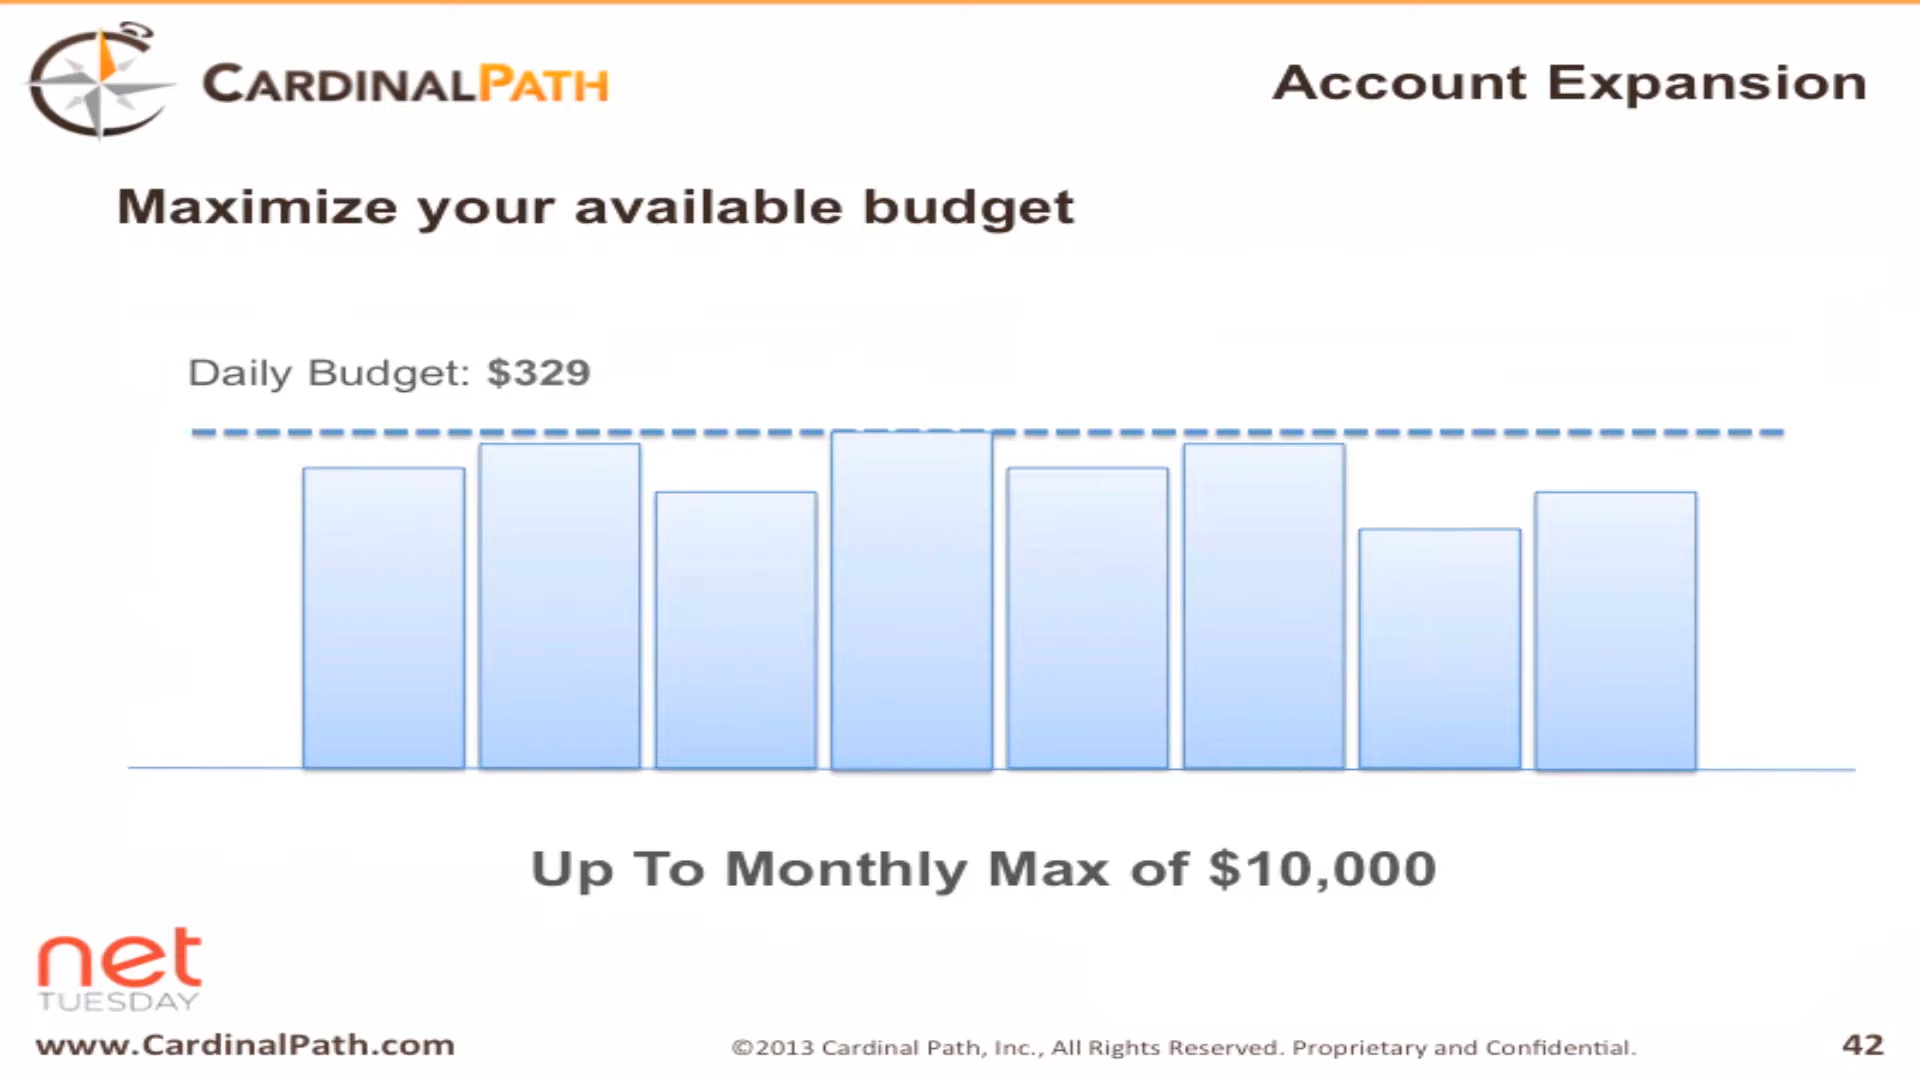 CARDINALPATH
Account Expansion
Maximize your available budget
Daily Budget: $329
Up To Monthly Max of $10,000
net
TUESDAY
www.CardinalPath.com
©2013 Cardinal Path, Inc., All Rights Reserved. Proprietary and Confidential.
42